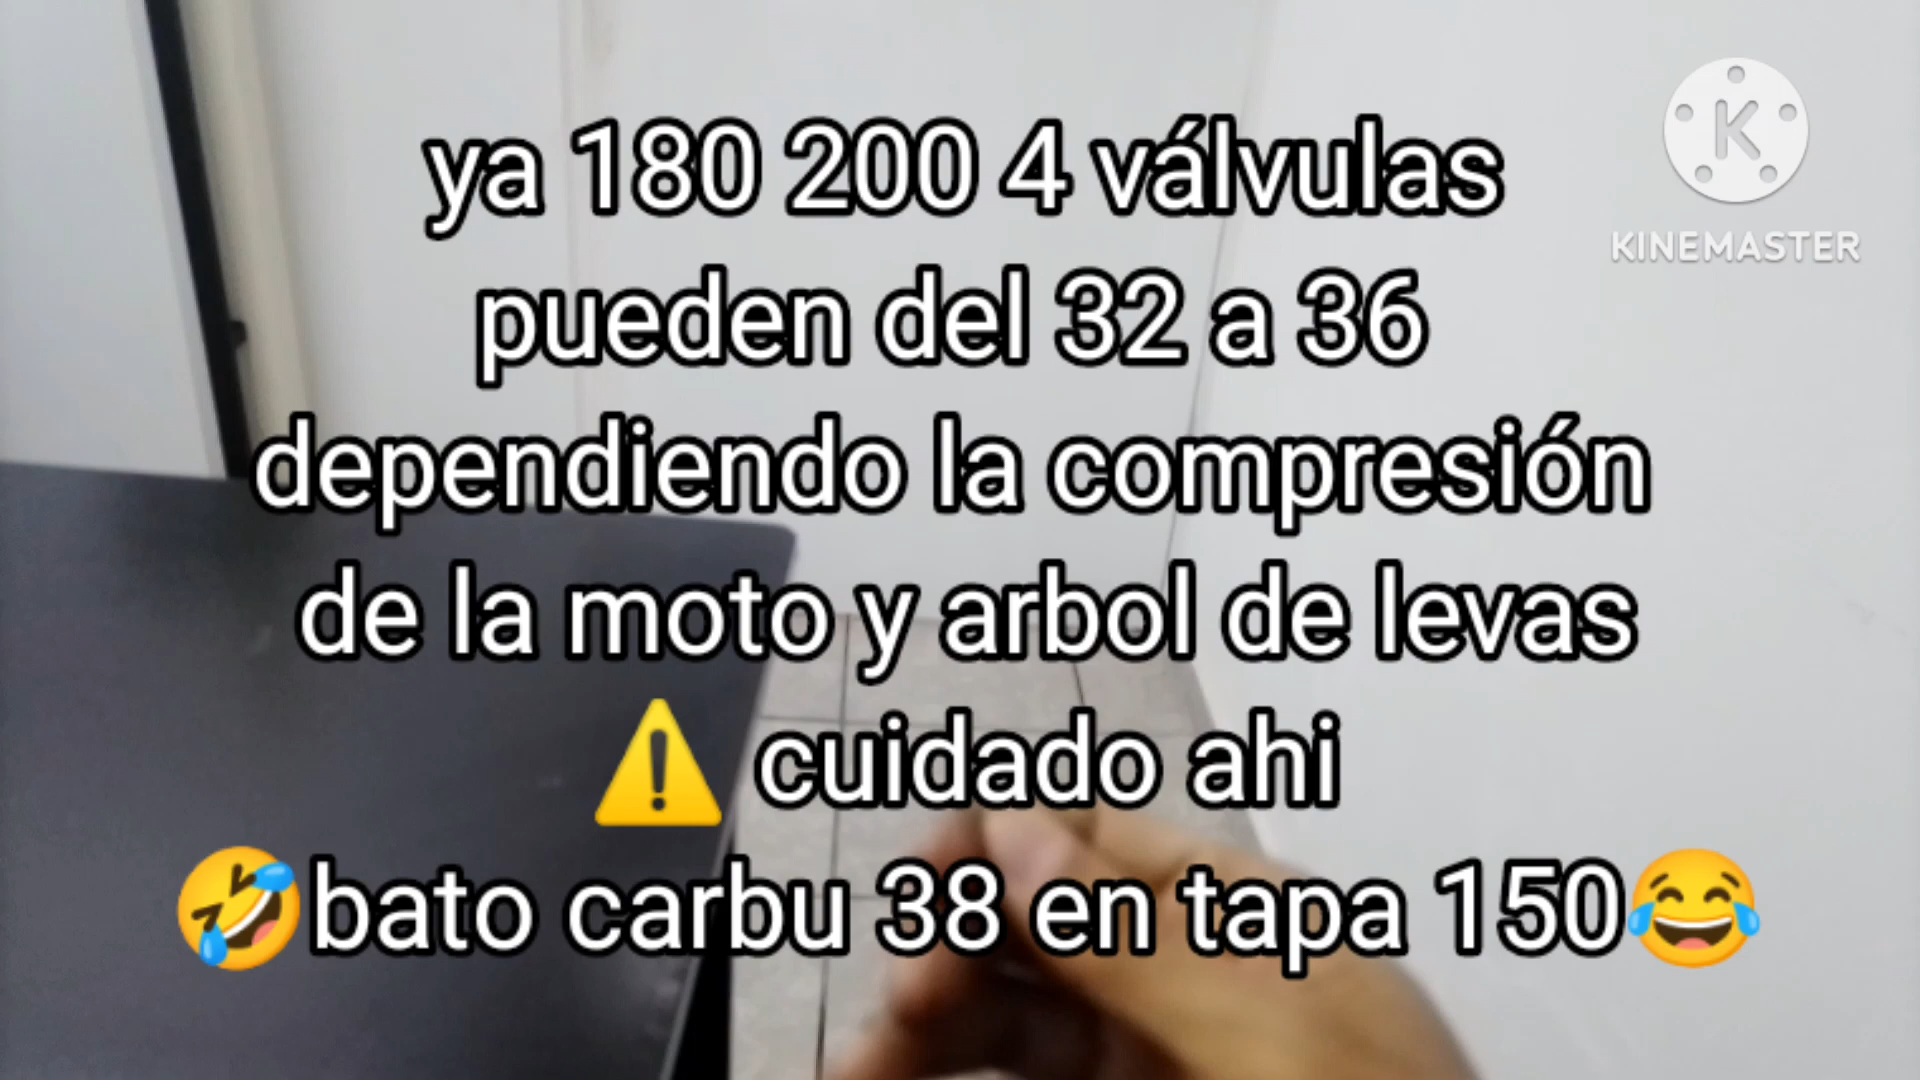 ya 180 200 4 válvulas
pueden del 32 a 36
dependiendo la compresión
de la moto y arbol de levas
⚠️ cuidado ahi
🤣bato carbu 38 en tapa 150😂
K
KINEMASTER